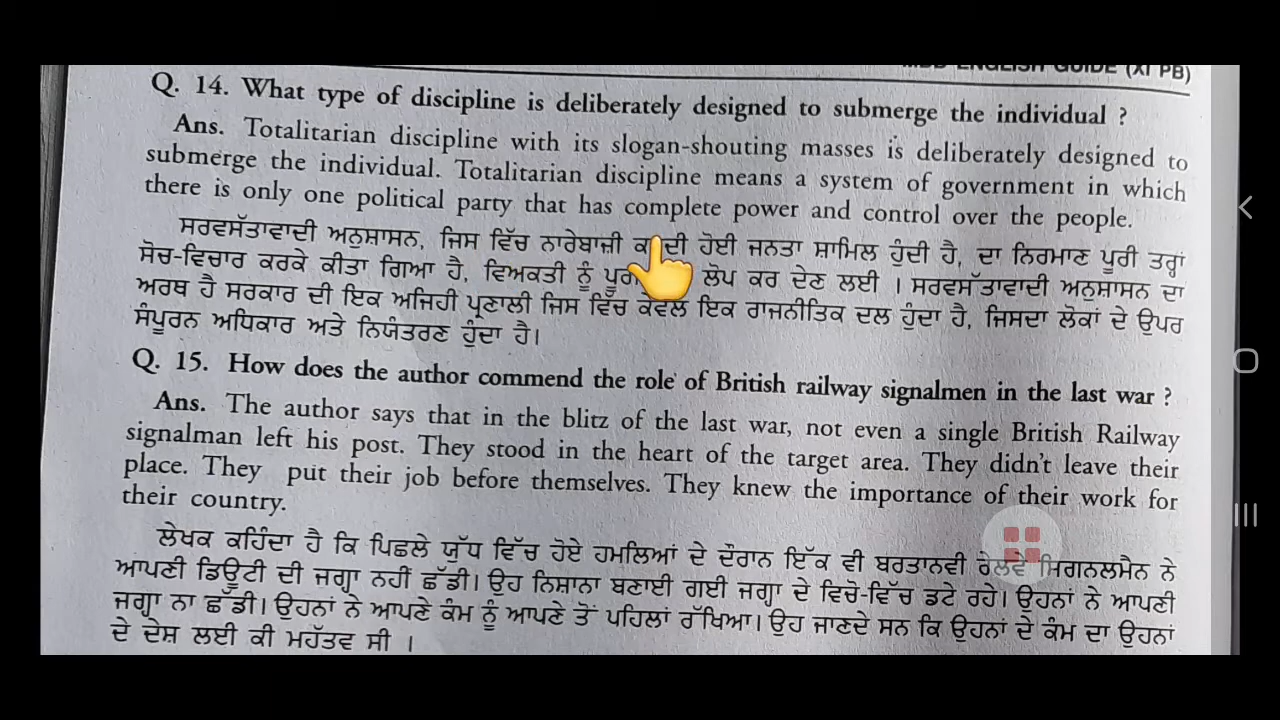 MBD ENGLISH GUIDE (XI PB)
Q. 14. What type of discipline is deliberately designed to submerge the individual ?
Ans. Totalitarian discipline with its slogan-shouting masses is deliberately designed to
submerge the individual. Totalitarian discipline means a system of government in which
there is only one political party that has complete power and control over the people.
ਸਰਵਸੱਤਾਵਾਦੀ ਅਨੁਸ਼ਾਸਨ, ਜਿਸ ਵਿੱਚ ਨਾਰੇਬਾਜ਼ੀ ਹੋਈ ਜਨਤਾ ਸ਼ਾਮਿਲ ਹੁੰਦੀ ਹੈ, ਦਾ ਨਿਰਮਾਣ ਪੂਰੀ ਤਰ੍ਹਾਂ
ਸੋਚ-ਵਿਚਾਰ ਕਰਕੇ ਕੀਤਾ ਗਿਆ ਹੈ, ਵਿਅਕਤੀ ਨੂੰ ਲੋਪ ਕਰ ਦੇਣ ਲਈ । ਸਰਵਸੱਤਾਵਾਦੀ ਅਨੁਸ਼ਾਸਨ ਦਾ
ਅਰਥ ਹੈ ਸਰਕਾਰ ਦੀ ਇਕ ਅਜਿਹੀ ਪ੍ਰਣਾਲੀ ਜਿਸ ਵਿੱਚ ਕੇਵਲ ਇਕ ਰਾਜਨੀਤਿਕ ਦਲ ਹੁੰਦਾ ਹੈ, ਜਿਸਦਾ ਲੋਕਾਂ ਦੇ ਉਪਰ
ਸੰਪੂਰਨ ਅਧਿਕਾਰ ਅਤੇ ਨਿਯੰਤਰਣ ਹੁੰਦਾ ਹੈ।
Q. 15. How does the author commend the role of British railway signalmen in the last war ?
Ans. The author says that in the blitz of the last war, not even a single British Railway
signalman left his post. They stood in the heart of the target area. They didn't leave their
place. They put their job before themselves. They knew the importance of their work for
their country.
ਲੇਖਕ ਕਹਿੰਦਾ ਹੈ ਕਿ ਪਿਛਲੇ ਯੁੱਧ ਵਿੱਚ ਹੋਏ ਹਮਲਿਆਂ ਦੇ ਦੌਰਾਨ ਇੱਕ ਵੀ ਬਰਤਾਨਵੀ ਰੇਲਵੇ ਸਿਗਨਲਮੈਨ ਨੇ
ਆਪਣੀ ਡਿਊਟੀ ਦੀ ਜਗ੍ਹਾ ਨਹੀਂ ਛੱਡੀ। ਉਹ ਨਿਸ਼ਾਨਾ ਬਣਾਈ ਗਈ ਜਗ੍ਹਾ ਦੇ ਵਿਚੋ-ਵਿੱਚ ਡਟੇ ਰਹੇ। ਉਹਨਾਂ ਨੇ ਆਪਣੀ
ਜਗ੍ਹਾ ਨਾ ਛੱਡੀ। ਉਹਨਾਂ ਨੇ ਆਪਣੇ ਕੰਮ ਨੂੰ ਆਪਣੇ ਤੋਂ ਪਹਿਲਾਂ ਰੱਖਿਆ। ਉਹ ਜਾਣਦੇ ਸਨ ਕਿ ਉਹਨਾਂ ਦੇ ਕੰਮ ਦਾ ਉਹਨਾਂ
ਦੇ ਦੇਸ਼ ਲਈ ਕੀ ਮਹੱਤਵ ਸੀ ।